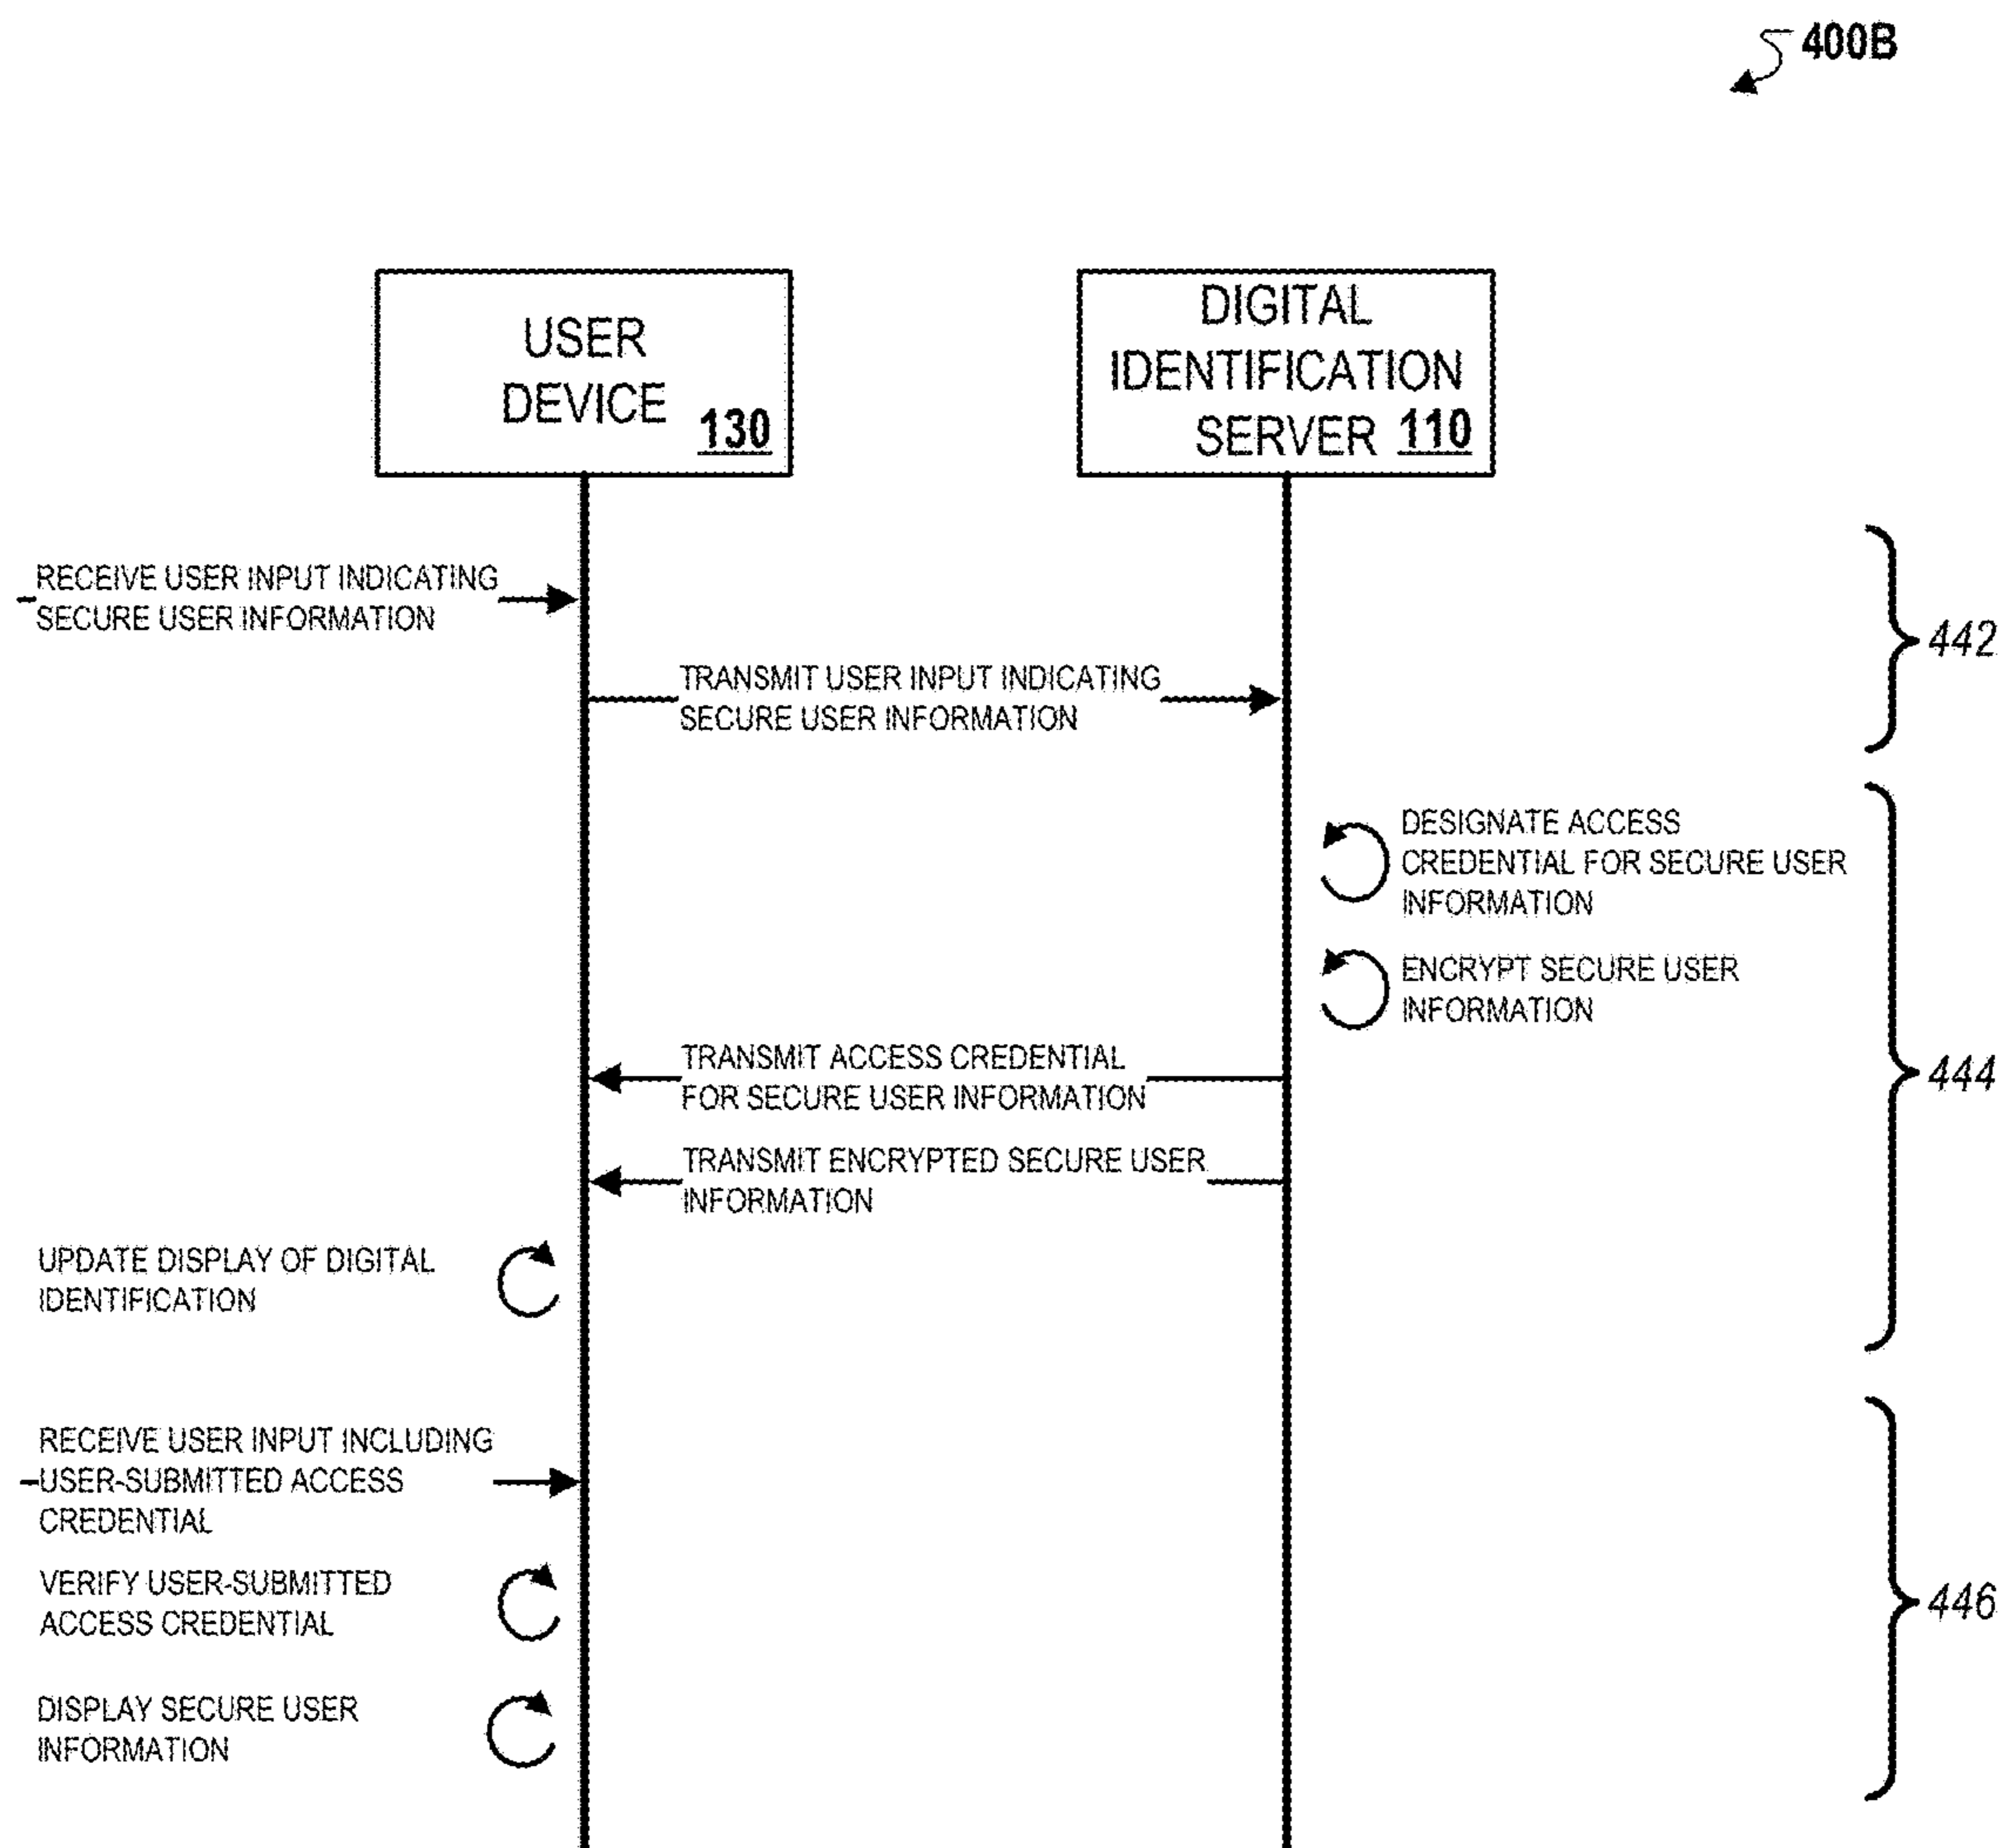 400B
USER
DEVICE 130
DIGITAL
IDENTIFICATION
SERVER 110
RECEIVE USER INPUT INDICATING
SECURE USER INFORMATION
442
TRANSMIT USER INPUT INDICATING
SECURE USER INFORMATION
DESIGNATE ACCESS
CREDENTIAL FOR SECURE USER
INFORMATION
ENCRYPT SECURE USER
INFORMATION
TRANSMIT ACCESS CREDENTIAL
FOR SECURE USER INFORMATION
444
TRANSMIT ENCRYPTED SECURE USER
INFORMATION
UPDATE DISPLAY OF DIGITAL
IDENTIFICATION
RECEIVE USER INPUT INCLUDING
USER-SUBMITTED ACCESS
CREDENTIAL
VERIFY USER-SUBMITTED
ACCESS CREDENTIAL
446
DISPLAY SECURE USER
INFORMATION